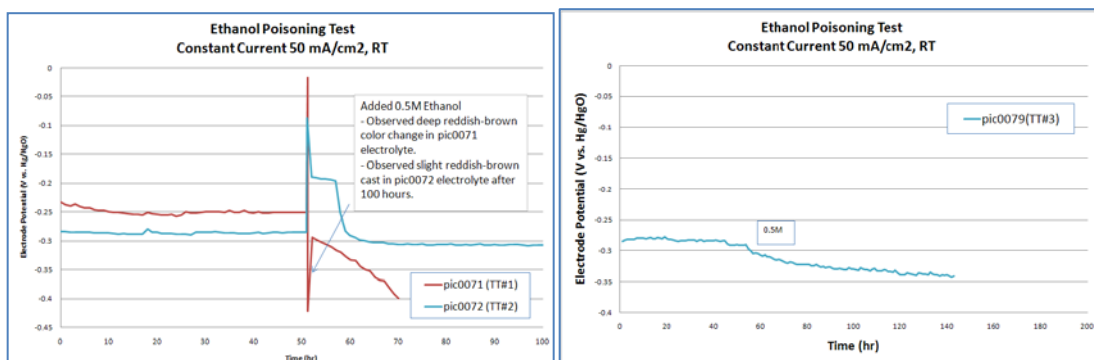 Ethanol Poisoning Test
Constant Current 50 mA/cm2, RT
Electrode Potential (V vs. Hg/HgO)
0
-0.05
-0.1
-0.15
-0.2
-0.25
-0.3
-0.35
-0.4
-0.45
Added 0.5M Ethanol
- Observed deep reddish-brown
color change in pic0071
electrolyte.
- Observed slight reddish-brown
cast in pic0072 electrolyte after
100 hours.
pic0071 (TT#1)
pic0072 (TT#2)
0 10 20 30 40 50 60 70 80 90 100
Time (hr)
Ethanol Poisoning Test
Constant Current 50 mA/cm2, RT
Electrode Potential (V vs. Hg/HgO)
0
-0.05
-0.1
-0.15
-0.2
-0.25
-0.3
-0.35
-0.4
pic0079(TT#3)
0.5M
0 20 40 60 80 100 120 140 160 180 200
Time (hr)